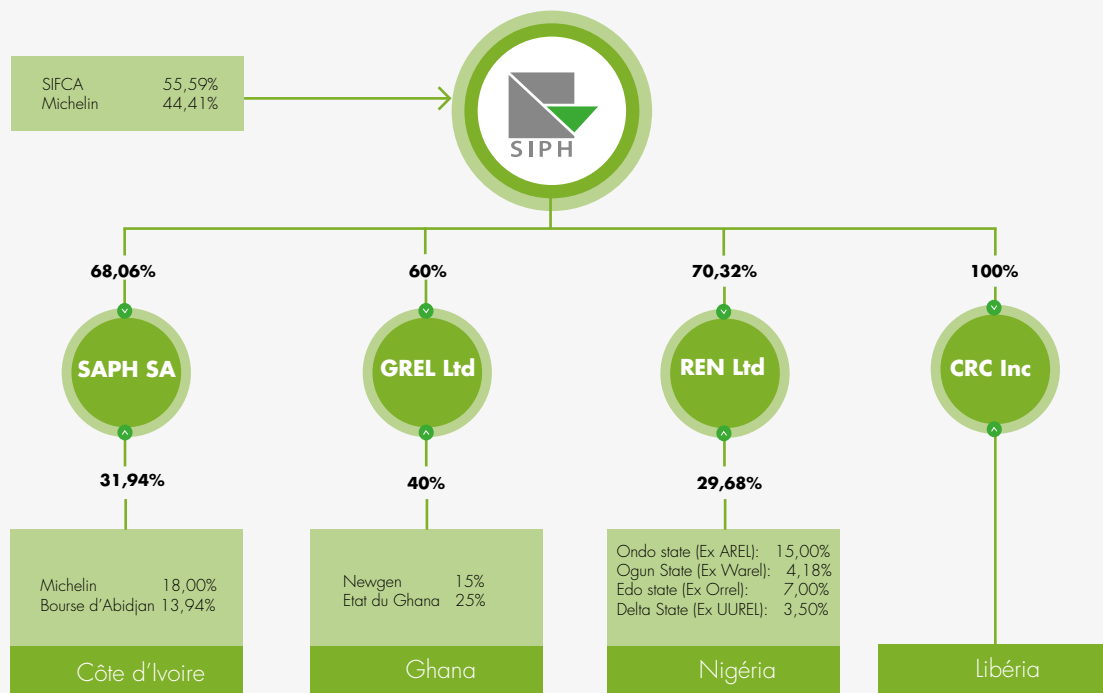 SIFCA 55,59%
Michelin 44,41%
SIPH
68,06%
60%
70,32%
100%
SAPH SA
GREL Ltd
REN Ltd
CRC Inc
31,94%
40%
29,68%
Michelin 18,00%
Bourse d'Abidjan 13,94%
Newgen 15%
Etat du Ghana 25%
Ondo state (Ex AREL): 15,00%
Ogun State (Ex Warel): 4,18%
Edo state (Ex Orrel): 7,00%
Delta State (Ex UUREL): 3,50%
Côte d'Ivoire
Ghana
Nigéria
Libéria